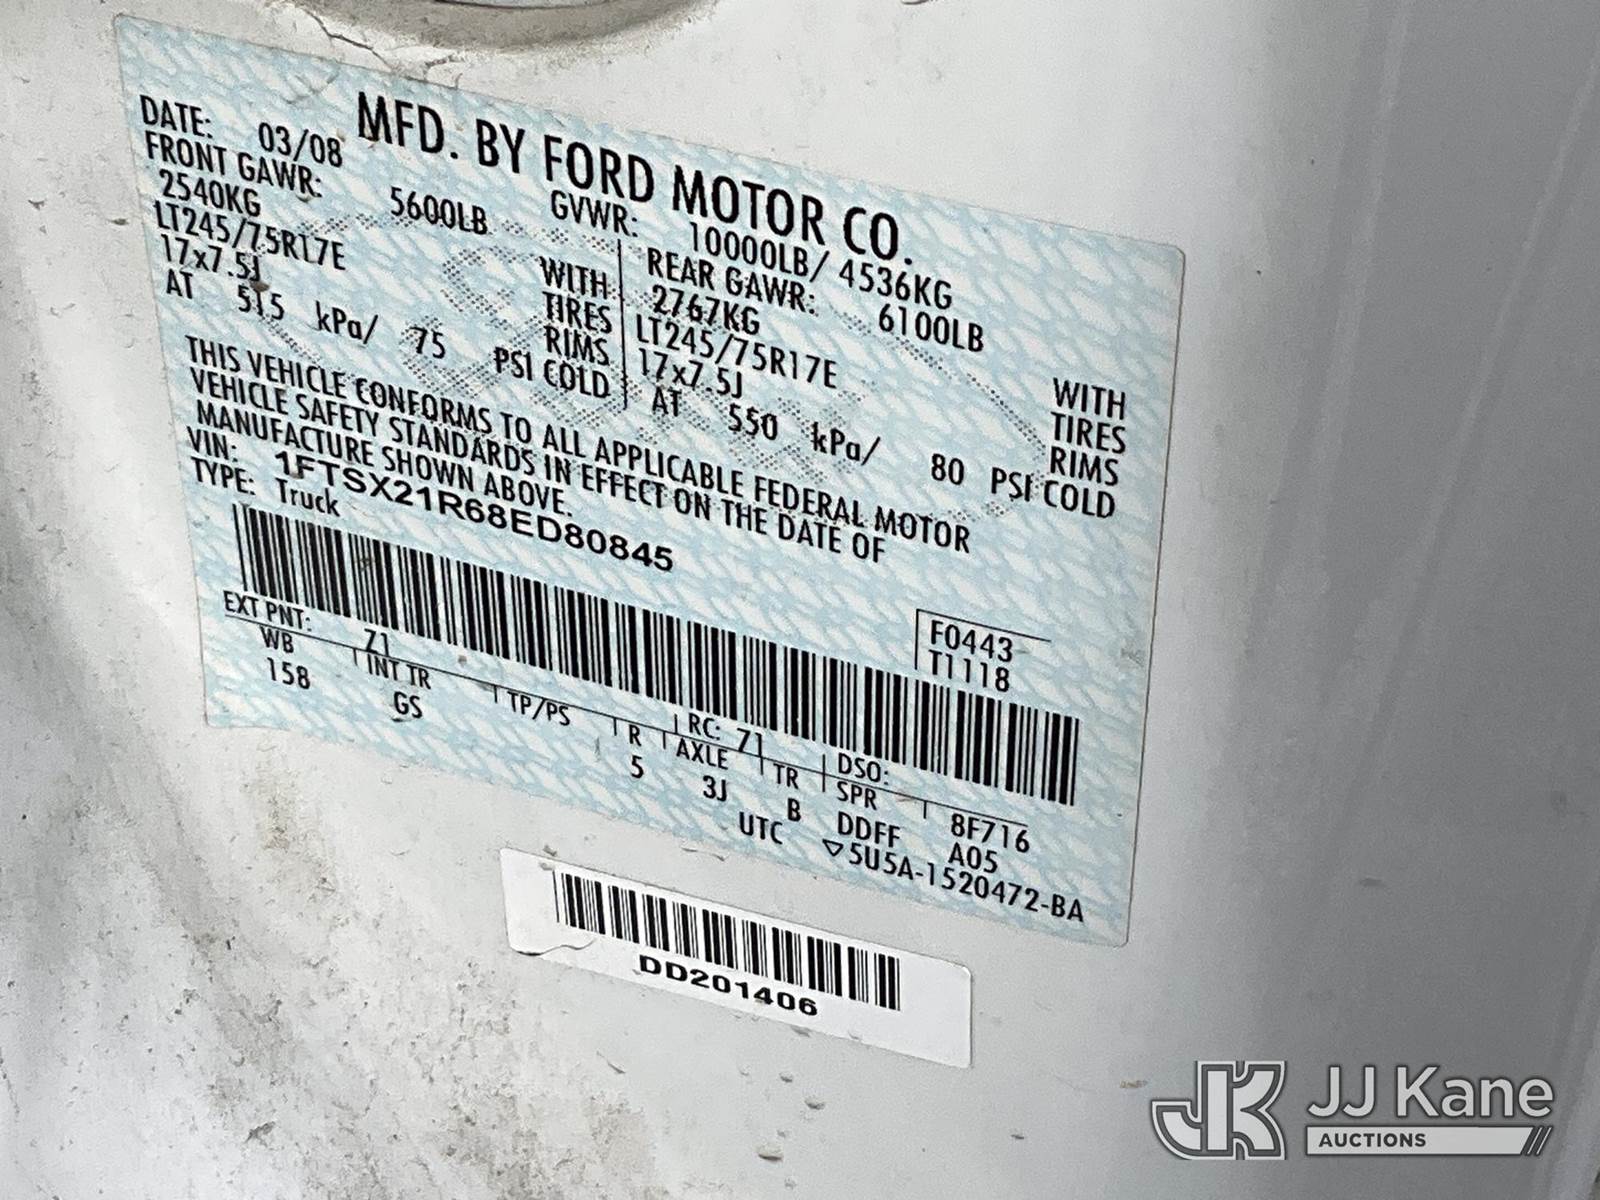 MFD. BY FORD MOTOR CO.
DATE: 03/08 GVWR: 10000LB/ 4536KG
FRONT GAWR: 5600LB REAR GAWR: 6100LB
2540KG WITH 2767KG WITH
LT245/75R17E TIRES LT245/75R17E TIRES
17x7.5J RIMS 17x7.5J RIMS
AT 515 kPa/ 75 PSI COLD AT 550 kPa/ 80 PSI COLD
THIS VEHICLE CONFORMS TO ALL APPLICABLE FEDERAL MOTOR
VEHICLE SAFETY STANDARDS IN EFFECT ON THE DATE OF
MANUFACTURE SHOWN ABOVE.
VIN: 1FTSX21R68ED80845
TYPE: Truck
F0443
T1118
EXT PNT: Z1 RC: 71 DSO:
WB INT TR TP/PS R AXLE TR SPR 8F716
158 GS 5 3J B DDFF A05
UTC ▽5U5A-1520472-BA
DD201406
JK JJ Kane
AUCTIONS